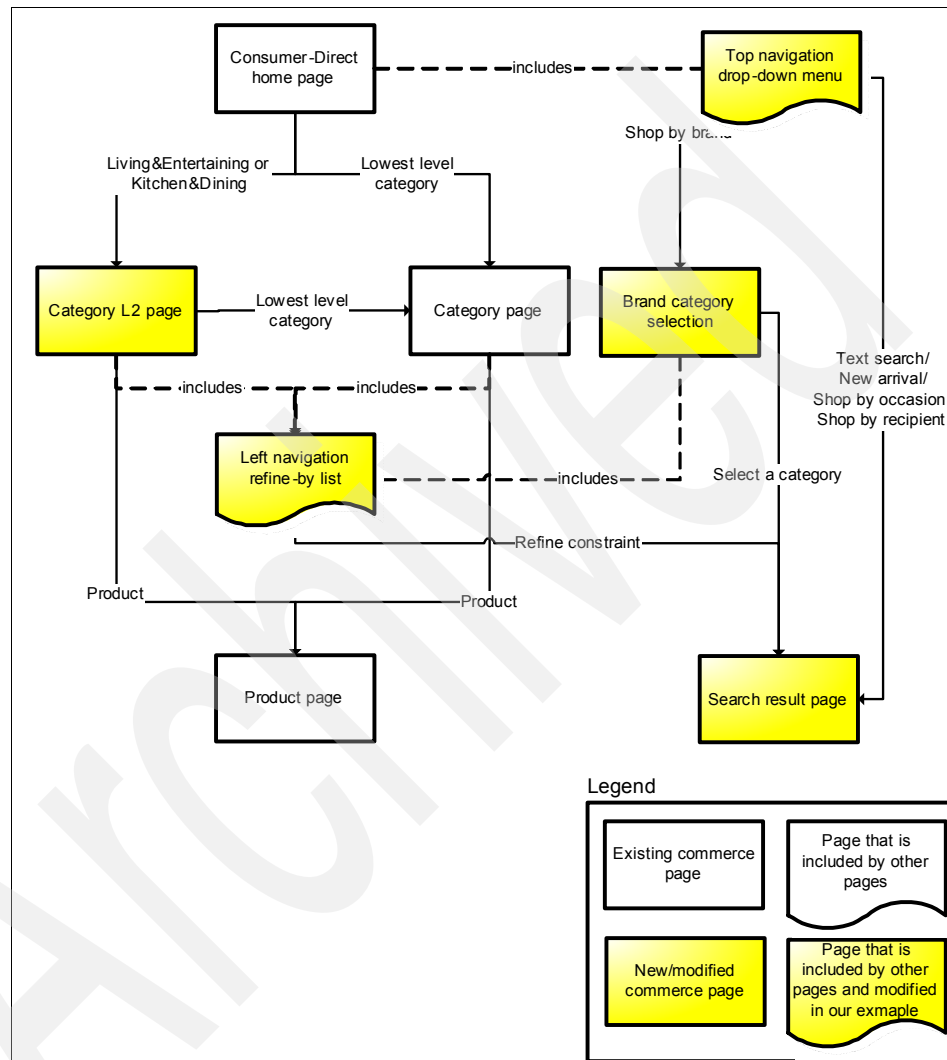 Consumer-Direct
home page
includes
Top navigation
drop-down menu
Shop by brand
Living&Entertaining or
Kitchen&Dining
Lowest level
category
Category L2 page
Lowest level
category
Category page
Brand category
selection
Text search/
New arrival/
Shop by occasion
Shop by recipient
includes
includes
Left navigation
refine-by list
includes
Select a category
Refine constraint
Product
Product
Product page
Search result page
Legend
Existing commerce
page
Page that is
included by other
pages
New/modified
commerce page
Page that is
included by other
pages and modified
in our exmaple
Archived